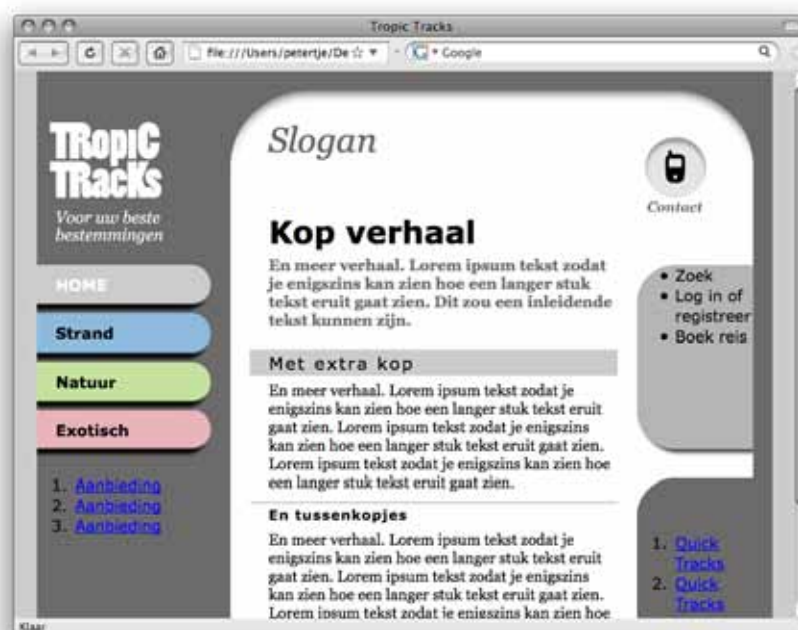 Tropic Tracks
file:///Users/petertje/De
Google
TRopiC
TRacKs
Voor uw beste
bestemmingen
HOME
Strand
Natuur
Exotisch
1. Aanbieding
2. Aanbieding
3. Aanbieding
Slogan
Kop verhaal
En meer verhaal. Lorem ipsum tekst zodat
je enigszins kan zien hoe een langer stuk
tekst eruit gaat zien. Dit zou een inleidende
tekst kunnen zijn.
Met extra kop
En meer verhaal. Lorem ipsum tekst zodat je
enigszins kan zien hoe een langer stuk tekst eruit
gaat zien. Lorem ipsum tekst zodat je enigszins
kan zien hoe een langer stuk tekst eruit gaat zien.
Lorem ipsum tekst zodat je enigszins kan zien hoe
een langer stuk tekst eruit gaat zien.
En tussenkopjes
En meer verhaal. Lorem ipsum tekst zodat je
enigszins kan zien hoe een langer stuk tekst eruit
gaat zien. Lorem ipsum tekst zodat je enigszins
kan zien hoe een langer stuk tekst eruit gaat zien.
Lorem ipsum tekst zodat je enigszins kan zien hoe
Contact
• Zoek
• Log in of
registreer
• Boek reis
1. Quick
Tracks
2. Quick
Tracks
Klaar